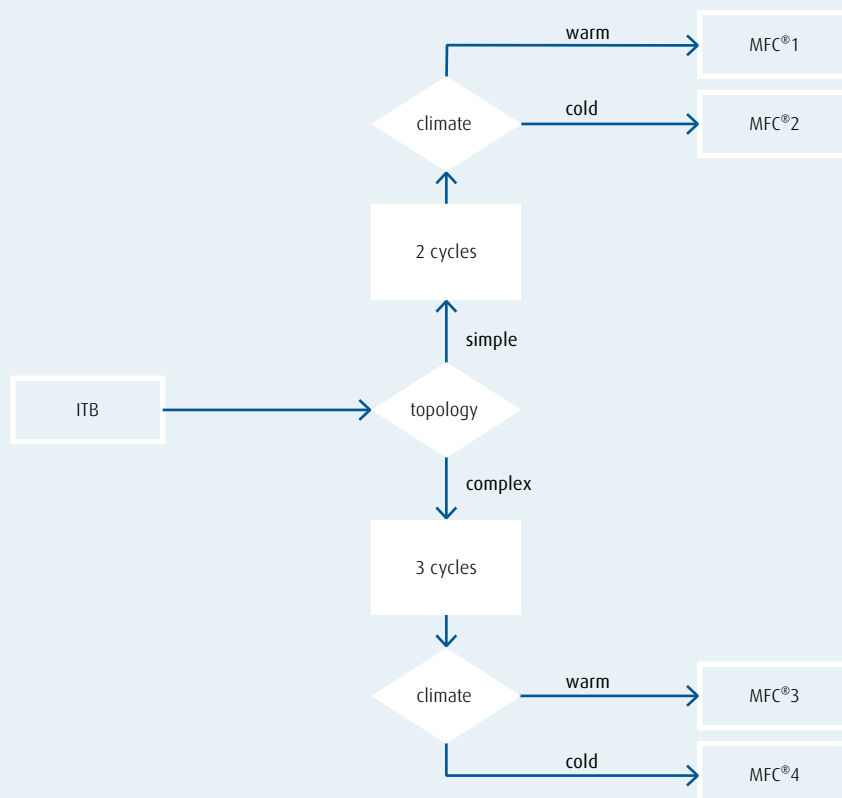 warm
MFC®1
climate
cold
MFC®2
2 cycles
simple
ITB
topology
complex
3 cycles
warm
climate
MFC®3
cold
MFC®4